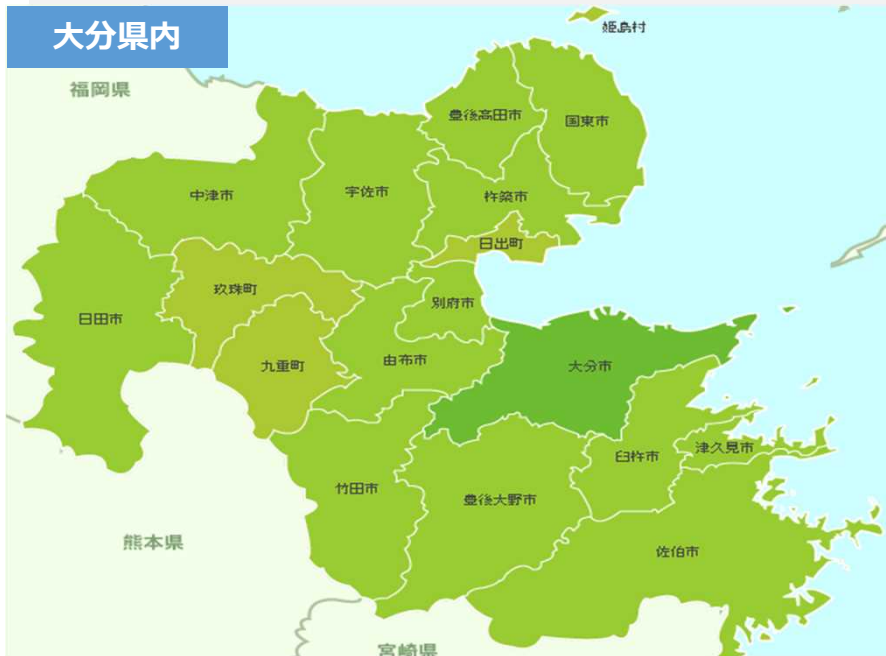 大分県内
姫島村
福岡県
豊後高田市
国東市
中津市
宇佐市
杵築市
日出町
玖珠町
別府市
日田市
由布市
九重町
大分市
臼杵市
津久見市
竹田市
豊後大野市
熊本県
佐伯市
宮崎県